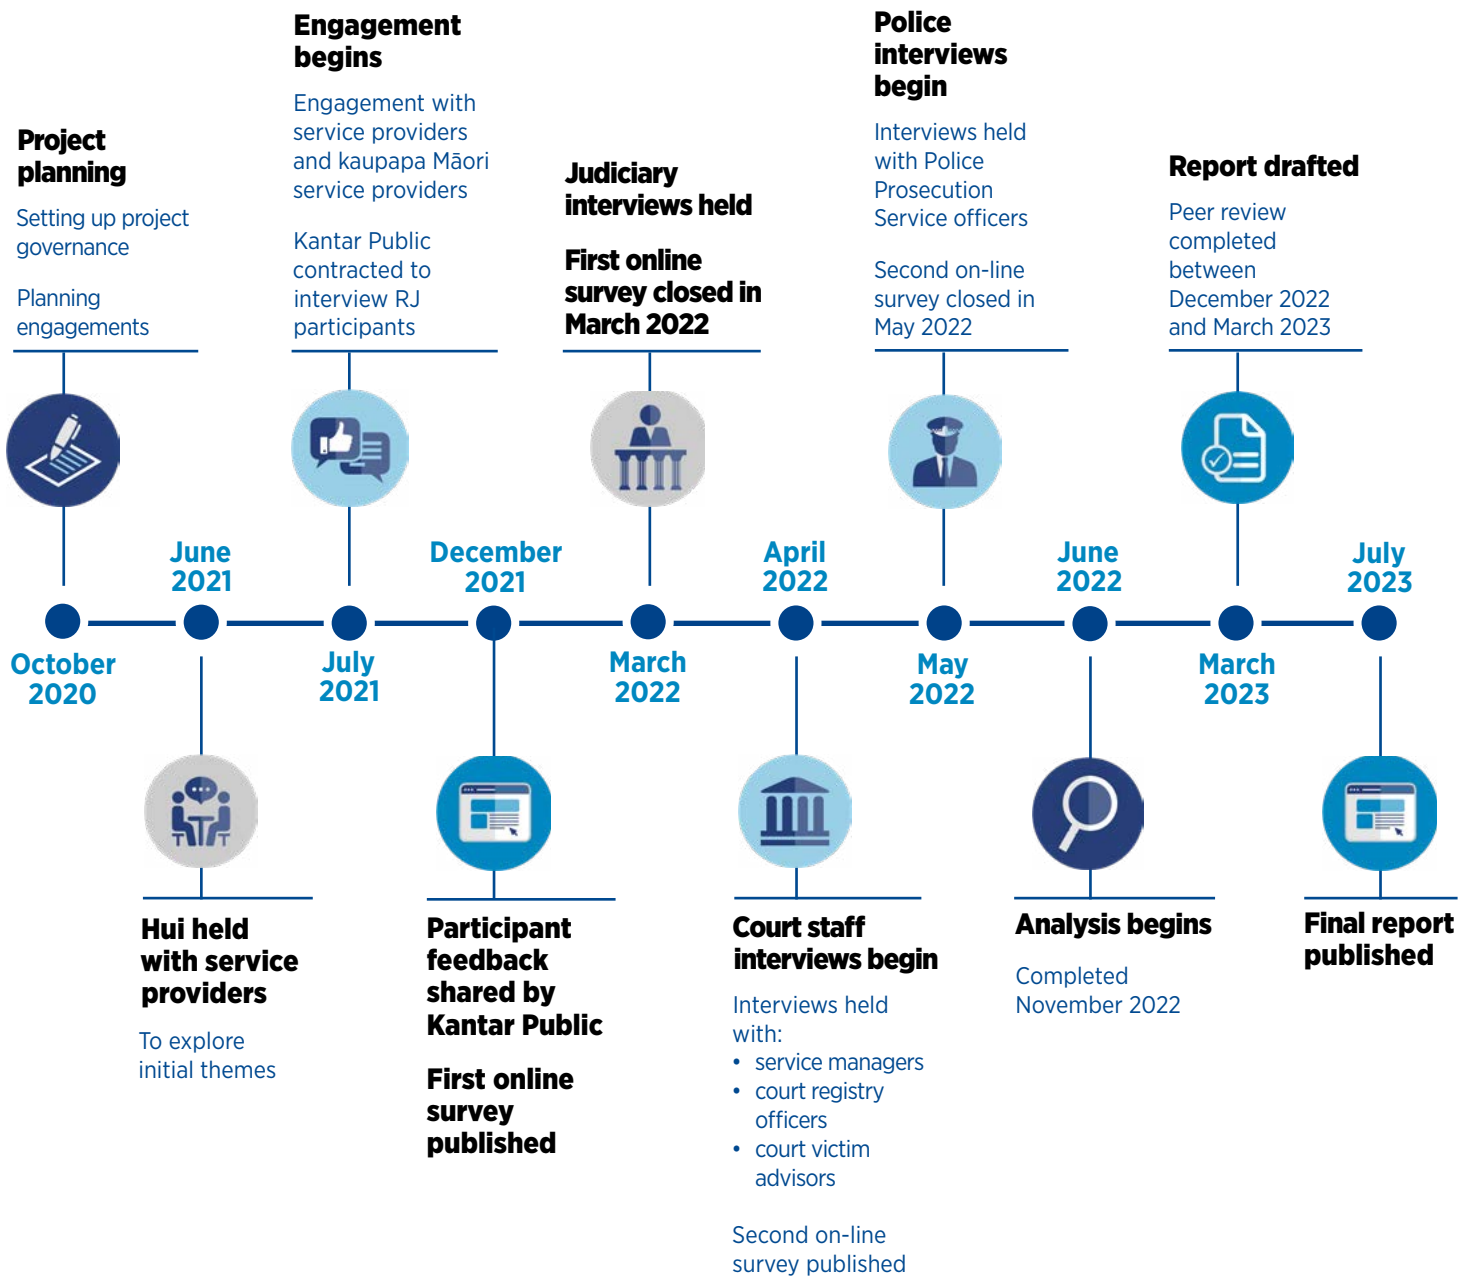 Project
planning
Setting up project
governance
Planning
engagements
October
2020
June
2021
Hui held
with service
providers
To explore
initial themes
Engagement
begins
Engagement with
service providers
and kaupapa Māori
service providers
Kantar Public
contracted to
interview RJ
participants
July
2021
December
2021
Participant
feedback
shared by
Kantar Public
First online
survey
published
Judiciary
interviews held
First online
survey closed in
March 2022
March
2022
April
2022
Court staff
interviews begin
Interviews held
with:
• service managers
• court registry
officers
• court victim
advisors
Second on-line
survey published
Police
interviews
begin
Interviews held
with Police
Prosecution
Service officers
Second on-line
survey closed in
May 2022
May
2022
June
2022
Analysis begins
Completed
November 2022
Report drafted
Peer review
completed
between
December 2022
and March 2023
March
2023
July
2023
Final report
published